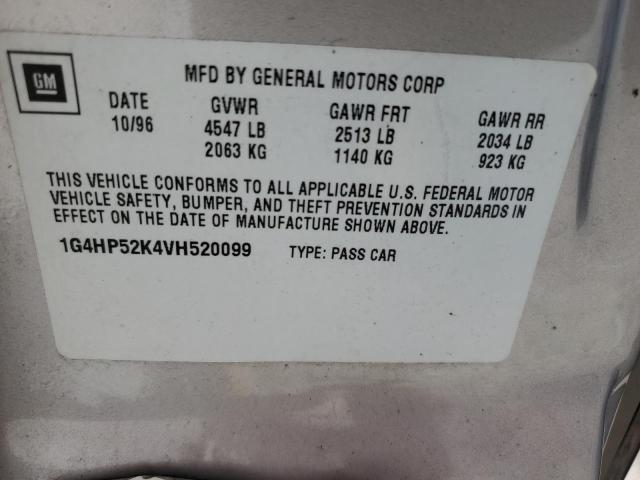 GM
MFD BY GENERAL MOTORS CORP
DATE GVWR GAWR FRT GAWR RR
10/96 4547 LB 2513 LB 2034 LB
2063 KG 1140 KG 923 KG
THIS VEHICLE CONFORMS TO ALL APPLICABLE U.S. FEDERAL MOTOR
VEHICLE SAFETY, BUMPER, AND THEFT PREVENTION STANDARDS IN
EFFECT ON THE DATE OF MANUFACTURE SHOWN ABOVE.
1G4HP52K4VH520099 TYPE: PASS CAR